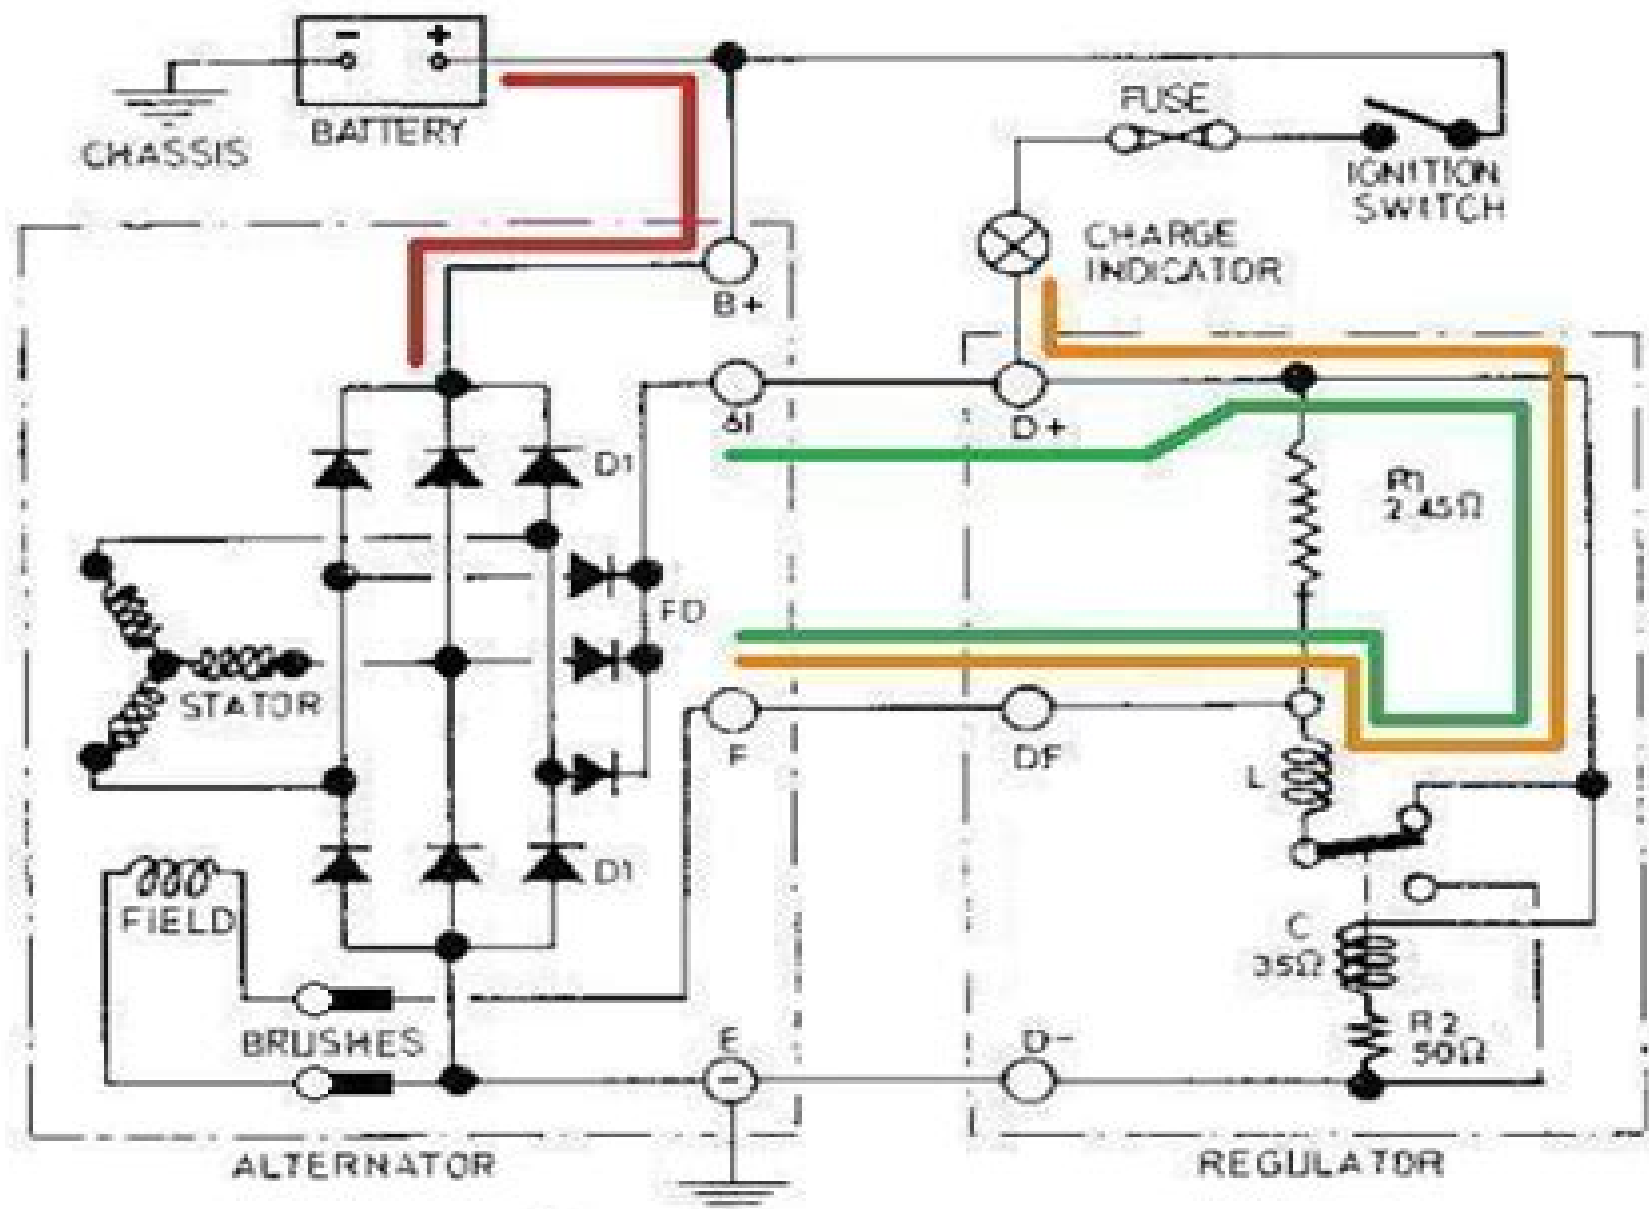 - +
BATTERY
CHASSIS
FUSE
IGNITION
SWITCH
CHARGE
INDICATOR
B+
D+
D1
R1
2.45Ω
FD
STATOR
F
DF
L
D1
FIELD
C
35Ω
BRUSHES
E
D-
R2
50Ω
-
ALTERNATOR
REGULATOR